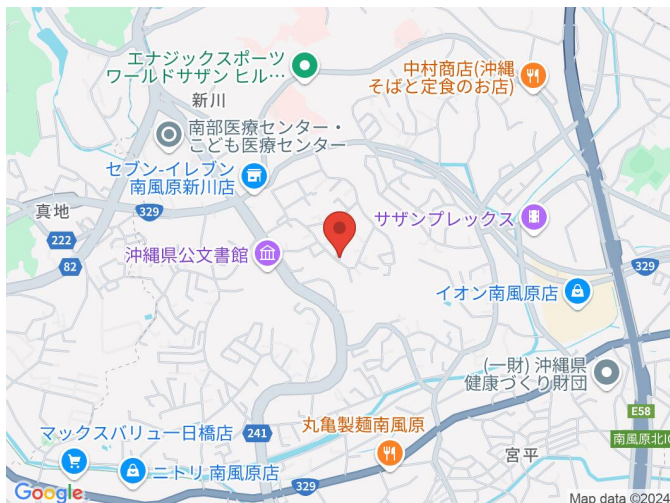 エナジックスポーツ
ワールドサザン ヒル…
中村商店(沖縄
そばと定食のお店)
新川
南部医療センター・
こども医療センター
セブン-イレブン
南風原新川店
329
真地
222
82
沖縄県公文書館
サザンプレックス
329
イオン南風原店
(一財) 沖縄県
健康づくり財団
E58
南風原北IC
丸亀製麺南風原
241
マックスバリュー日橋店
ニトリ 南風原店
宮平
Google
Map data ©2024